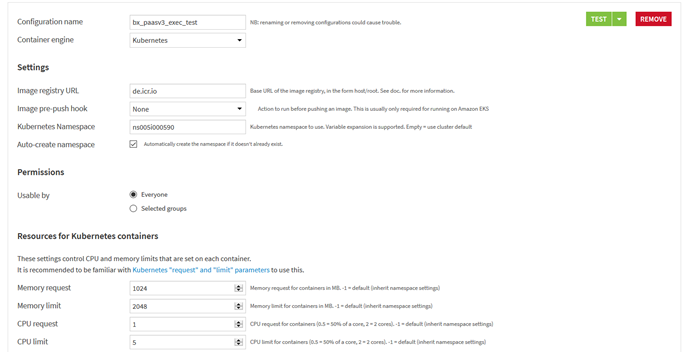 Configuration name bx_paasv3_exec_test NB: renaming or removing configurations could cause trouble. TEST REMOVE
Container engine Kubernetes
Settings
Image registry URL de.icr.io Base URL of the image registry, in the form host/root. See doc. for more information.
Image pre-push hook None Action to run before pushing an image. This is usually only required for running on Amazon EKS
Kubernetes Namespace ns005i000590 Kubernetes namespace to use. Variable expansion is supported. Empty = use cluster default
Auto-create namespace Automatically create the namespace if it doesn't already exist.
Permissions
Usable by Everyone
Selected groups
Resources for Kubernetes containers
These settings control CPU and memory limits that are set on each container.
It is recommended to be familiar with Kubernetes "request" and "limit" parameters to use this.
Memory request 1024 Memory request for containers in MB. -1 = default (inherit namespace settings)
Memory limit 2048 Memory limit for containers in MB. -1 = default (inherit namespace settings)
CPU request 1 CPU request for containers (0.5 = 50% of a core, 2 = 2 cores). -1 = default (inherit namespace settings)
CPU limit 5 CPU limit for containers (0.5 = 50% of a core, 2 = 2 cores). -1 = default (inherit namespace settings)